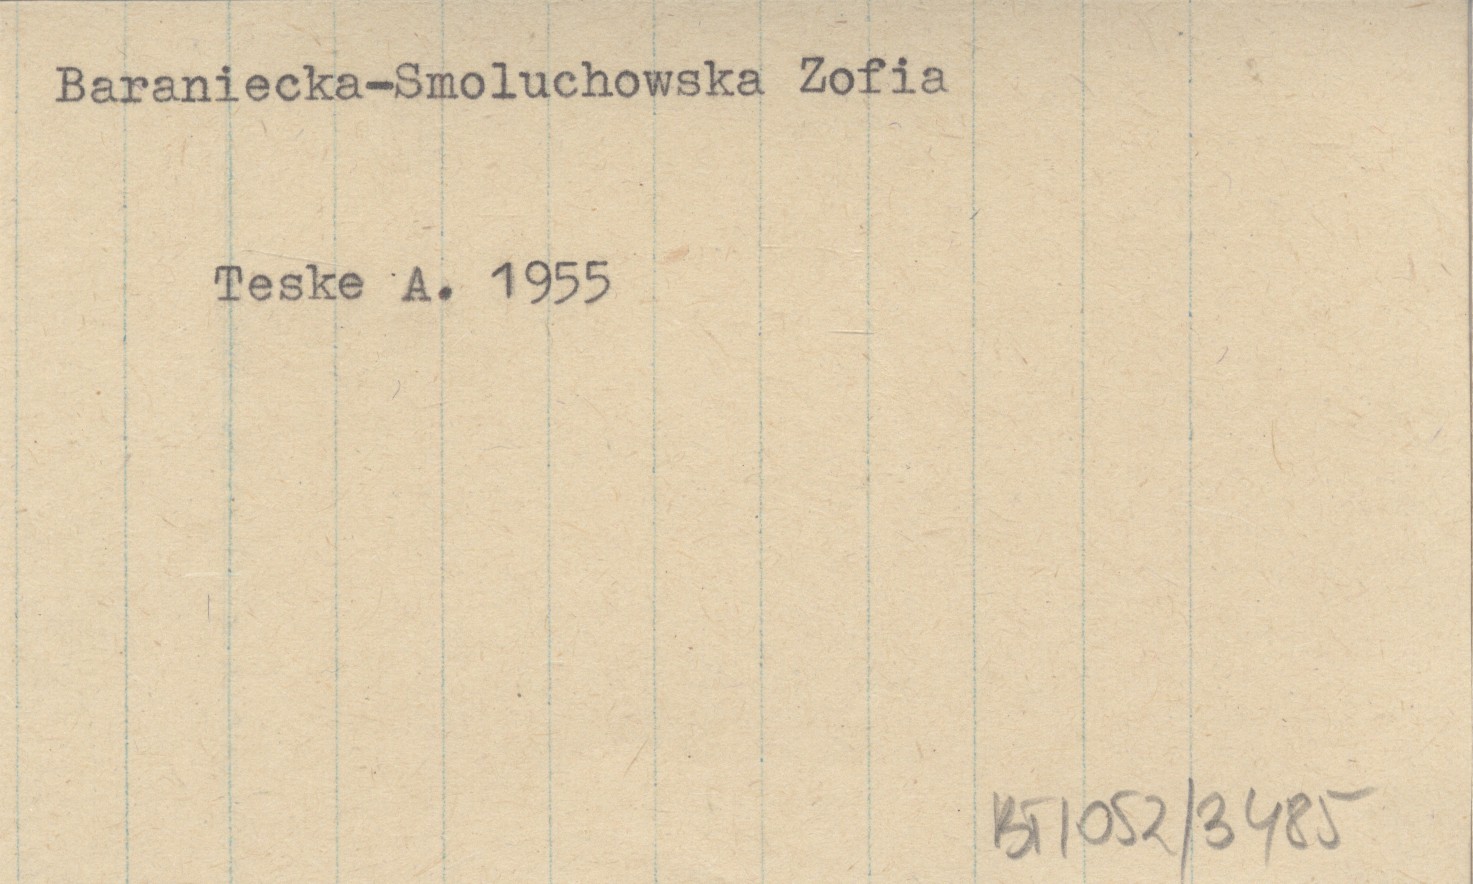 Baraniecka-Smoluchowska Zofia
Teske A. 1955
BT1052/3485